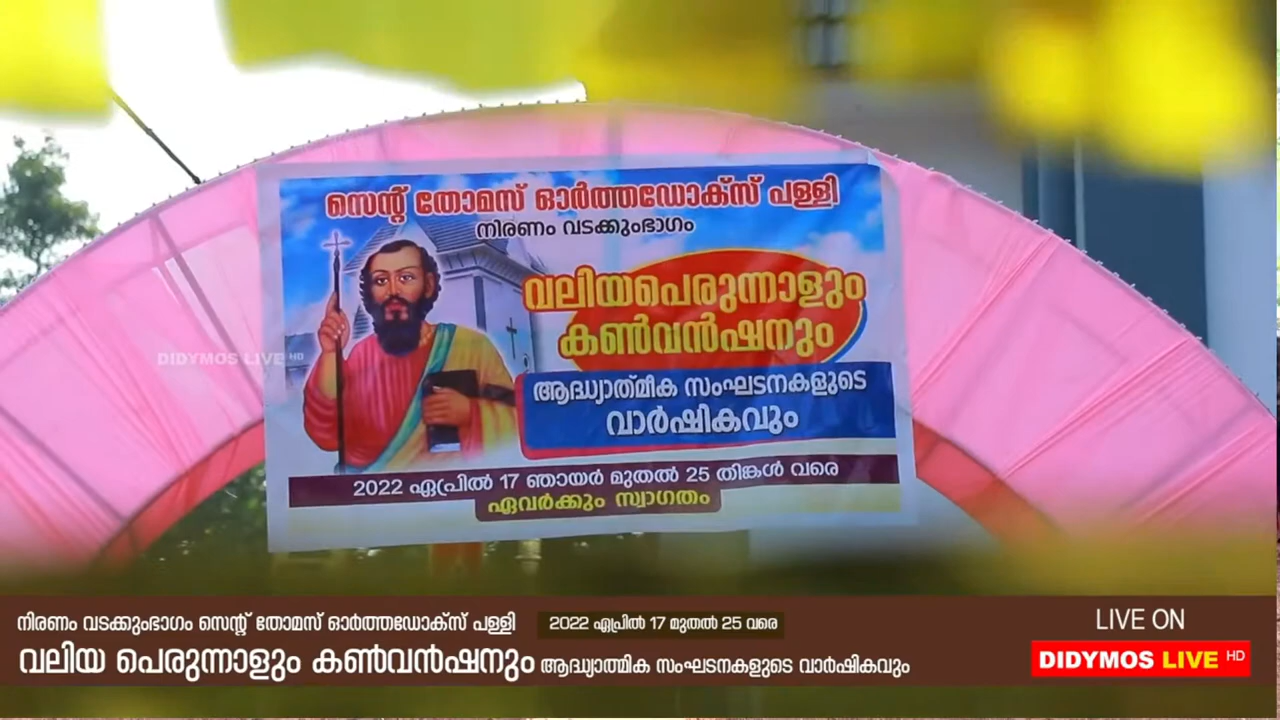 സെന്റ് തോമസ് ഓർത്തഡോക്സ് പള്ളി
നിരണം വടക്കുംഭാഗം
വലിയപെരുന്നാളും
കൺവൻഷനും
ആദ്ധ്യാത്മീക സംഘടനകളുടെ
വാർഷികവും
2022 ഏപ്രിൽ 17 ഞായർ മുതൽ 25 തിങ്കൾ വരെ
ഏവർക്കും സ്വാഗതം
DIDYMOS LIVE HD
നിരണം വടക്കുംഭാഗം സെന്റ് തോമസ് ഓർത്തഡോക്സ് പള്ളി 2022 ഏപ്രിൽ 17 മുതൽ 25 വരെ
വലിയ പെരുന്നാളും കൺവൻഷനും ആദ്ധ്യാത്മിക സംഘടനകളുടെ വാർഷികവും
LIVE ON
DIDYMOS LIVE HD